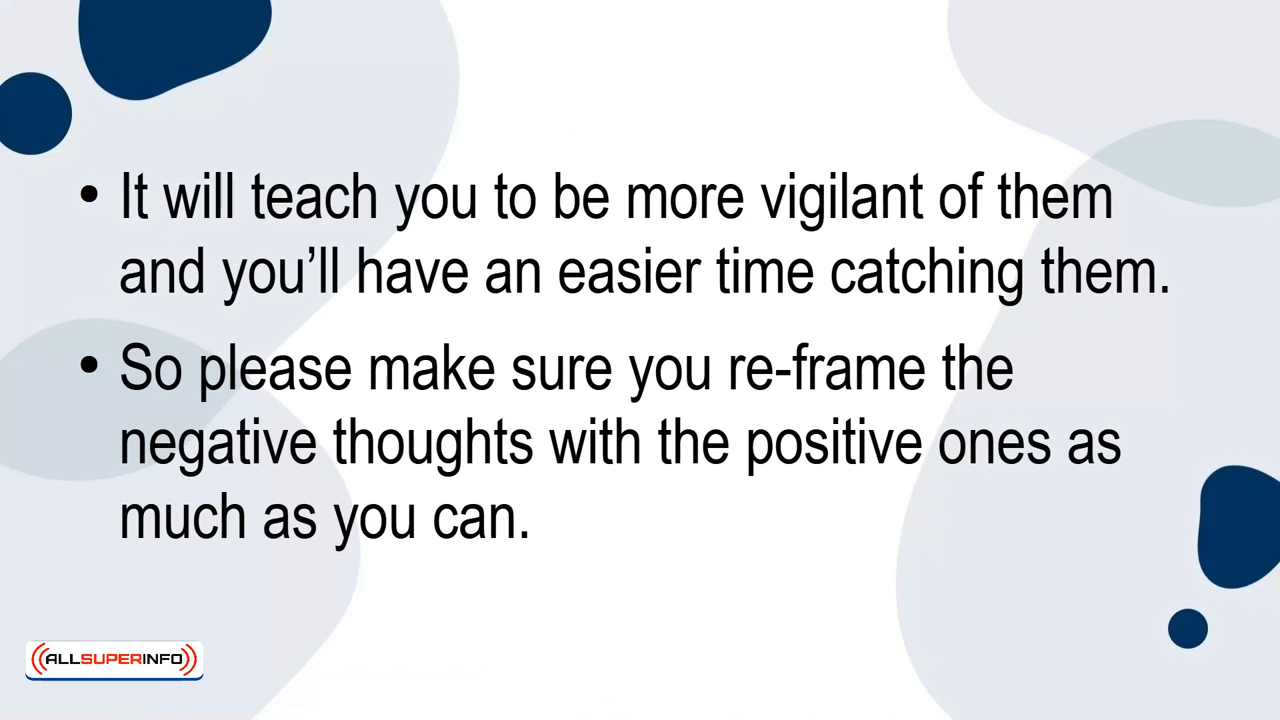 • It will teach you to be more vigilant of them
and you’ll have an easier time catching them.
• So please make sure you re-frame the
negative thoughts with the positive ones as
much as you can.
ALLSUPERINFO